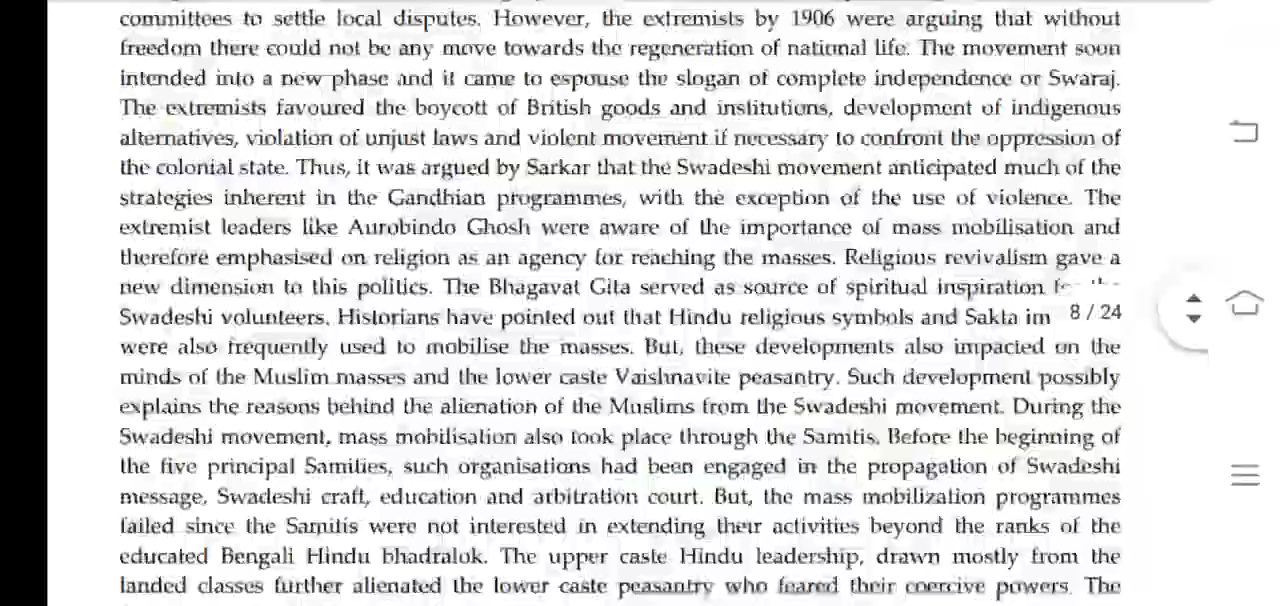 committees to settle local disputes. However, the extremists by 1906 were arguing that without
freedom there could not be any move towards the regeneration of national life. The movement soon
intended into a new phase and it came to espouse the slogan of complete independence or Swaraj.
The extremists favoured the boycott of British goods and institutions, development of indigenous
alternatives, violation of unjust laws and violent movement if necessary to confront the oppression of
the colonial state. Thus, it was argued by Sarkar that the Swadeshi movement anticipated much of the
strategies inherent in the Gandhian programmes, with the exception of the use of violence. The
extremist leaders like Aurobindo Ghosh were aware of the importance of mass mobilisation and
therefore emphasised on religion as an agency for reaching the masses. Religious revivalism gave a
new dimension to this politics. The Bhagavat Gita served as source of spiritual inspiration
Swadeshi volunteers. Historians have pointed out that Hindu religious symbols and Sakta im 8 / 24
were also frequently used to mobilise the masses. But, these developments also impacted on the
minds of the Muslim masses and the lower caste Vaishnavite peasantry. Such development possibly
explains the reasons behind the alienation of the Muslims from the Swadeshi movement. During the
Swadeshi movement, mass mobilisation also took place through the Samitis. Before the beginning of
the five principal Samities, such organisations had been engaged in the propagation of Swadeshi
message, Swadeshi craft, education and arbitration court. But, the mass mobilization programmes
failed since the Samitis were not interested in extending their activities beyond the ranks of the
educated Bengali Hindu bhadralok. The upper caste Hindu leadership, drawn mostly from the
landed classes further alienated the lower caste peasantry who feared their coercive powers. The